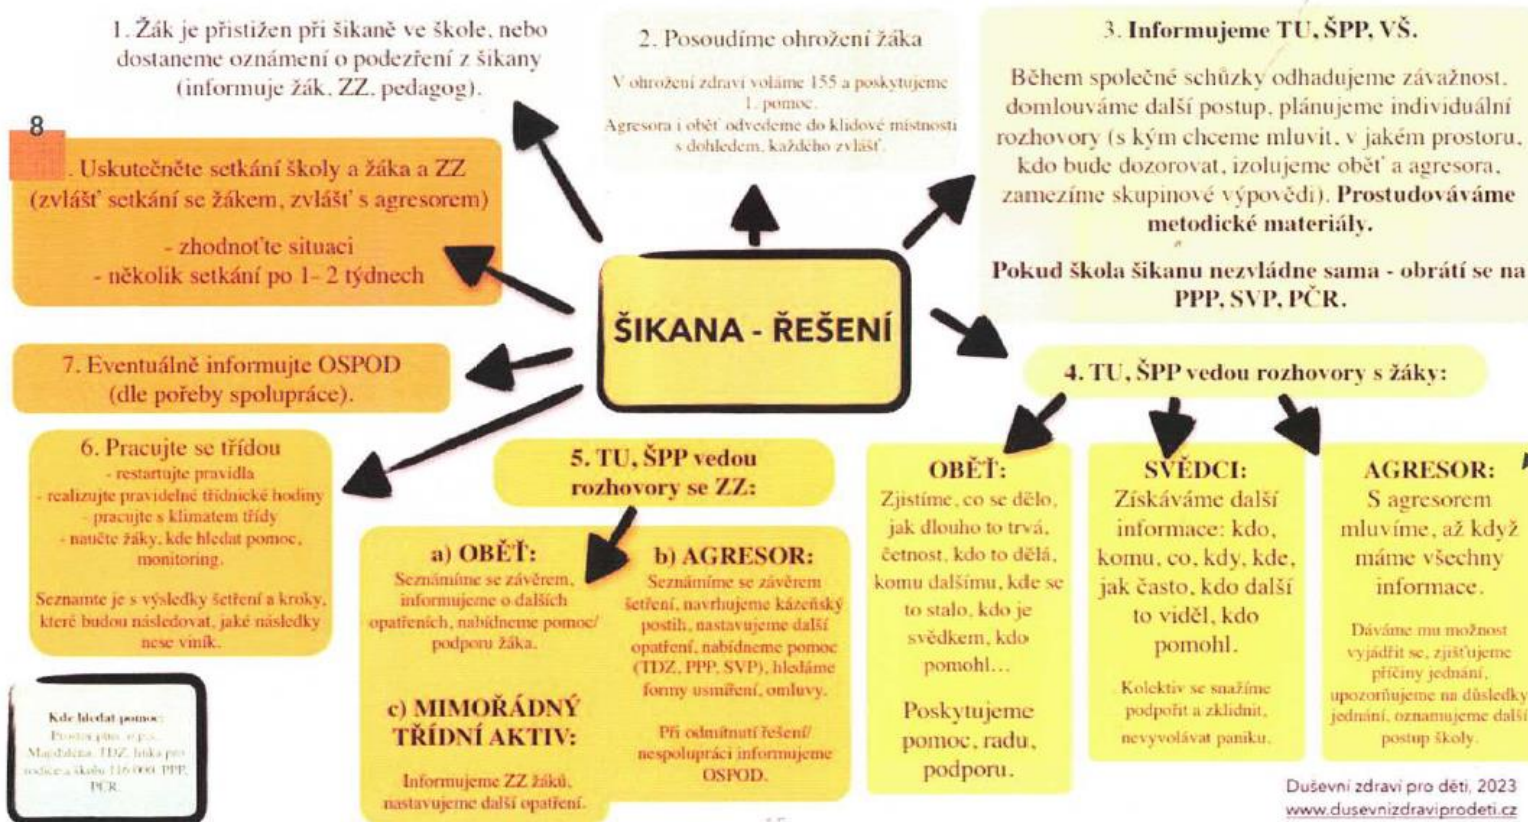 1. Žák je přistižen při šikaně ve škole, nebo
dostaneme oznámení o podezření z šikany
(informuje žák, ZZ, pedagog).
2. Posoudíme ohrožení žáka
V ohrožení zdraví voláme 155 a poskytujeme
1. pomoc.
Agresora i oběť odvedeme do klidové místnosti
s dohledem, každého zvlášť.
3. Informujeme TU, ŠPP, VŠ.
Během společné schůzky odhadujeme závažnost,
domlouváme další postup, plánujeme individuální
rozhovory (s kým chceme mluvit, v jakém prostoru,
kdo bude dozorovat, izolujeme oběť a agresora,
zamezíme skupinové výpovědi). Prostudováváme
metodické materiály.
Pokud škola šikanu nezvládne sama - obrátí se na
PPP, SVP, PČR.
ŠIKANA - ŘEŠENÍ
4. TU, ŠPP vedou rozhovory s žáky:
OBĚŤ:
Zjistíme, co se dělo,
jak dlouho to trvá,
četnost, kdo to dělá,
komu dalšímu, kde se
to stalo, kdo je
svědkem, kdo
pomohl...
Poskytujeme
pomoc, radu,
podporu.
SVĚDCI:
Získáváme další
informace: kdo,
komu, co, kdy, kde,
jak často, kdo další
to viděl, kdo
pomohl.
Kolektiv se snažíme
podpořit a zklidnit,
nevyvolávat paniku.
AGRESOR:
S agresorem
mluvíme, až když
máme všechny
informace.
Dáváme mu možnost
vyjádřit se, zjišťujeme
příčiny jednání,
upozorňujeme na důsledky
jednání, oznamujeme další
postup školy.
5. TU, ŠPP vedou
rozhovory se ZZ:
a) OBĚŤ:
Seznámíme se závěrem,
informujeme o dalších
opatřeních, nabídneme pomoc/
podporu žáka.
b) AGRESOR:
Seznámíme se závěrem
šetření, navrhujeme kázeňský
postih, nastavujeme další
opatření, nabídneme pomoc
(TDZ, PPP, SVP), hledáme
formy usmíření, omluvy.
Při odmítnutí řešení/
nespolupráci informujeme
OSPOD.
c) MIMOŘÁDNÝ
TŘÍDNÍ AKTIV:
Informujeme ZZ žáků,
nastavujeme další opatření.
6. Pracujte se třídou
- restartujte pravidla
- realizujte pravidelné třídnické hodiny
- pracujte s klimatem třídy
- naučte žáky, kde hledat pomoc,
monitoring.
Seznamte je s výsledky šetření a kroky,
které budou následovat, jaké následky
nese viník.
7. Eventuálně informujte OSPOD
(dle pořeby spolupráce).
8
. Uskutečněte setkání školy a žáka a ZZ
(zvlášť setkání se žákem, zvlášť s agresorem)
- zhodnoťte situaci
- několik setkání po 1- 2 týdnech
Kde hledat pomoc:
Prostor plus, o.p.s.,
Magdaléna, TDZ, linka pro
rodiče a školu 116 000, PPP,
PČR.
Duševní zdraví pro děti, 2023
www.dusevnizdraviprodeti.cz